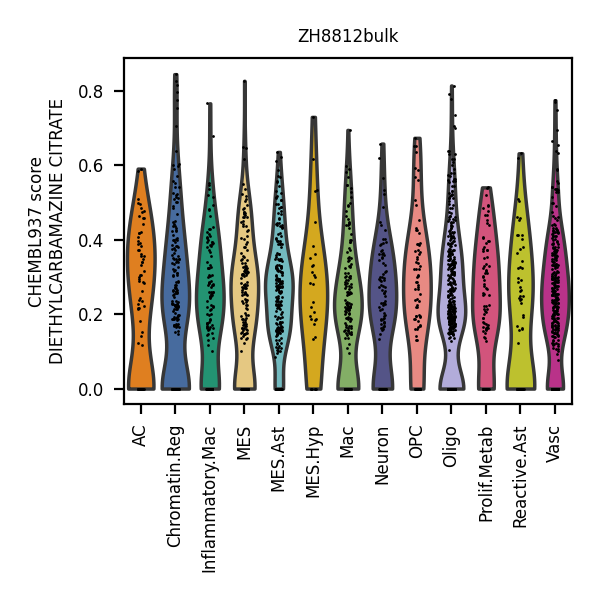 ZH8812bulk
CHEMBL937 score
DIETHYLCARBAMAZINE CITRATE
0.8
0.6
0.4
0.2
0.0
AC
Chromatin.Reg
Inflammatory.Mac
MES
MES.Ast
MES.Hyp
Mac
Neuron
OPC
Oligo
Prolif.Metab
Reactive.Ast
Vasc